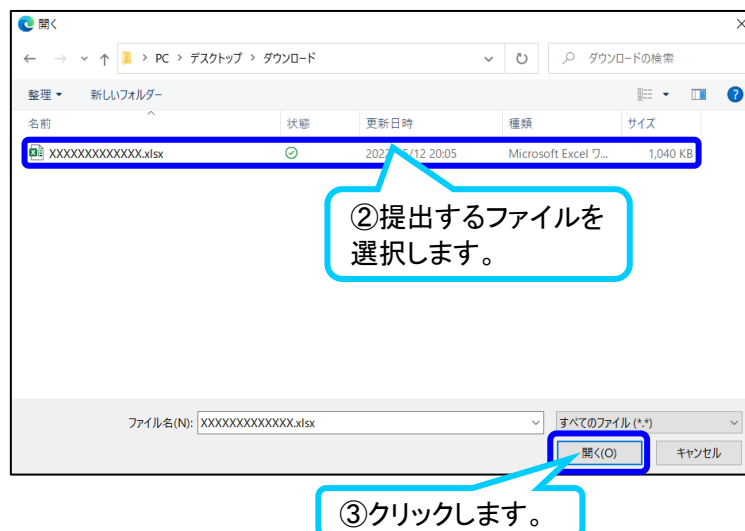 開く
PC > デスクトップ > ダウンロード
ダウンロードの検索
整理 新しいフォルダー
名前 状態 更新日時 種類 サイズ
XXXXXXXXXXXXX.xlsx 20:05 Microsoft Excel ワ... 1,040 KB
②提出するファイルを
選択します。
ファイル名(N): XXXXXXXXXXXXX.xlsx すべてのファイル (*.*)
開く(O) キャンセル
③クリックします。